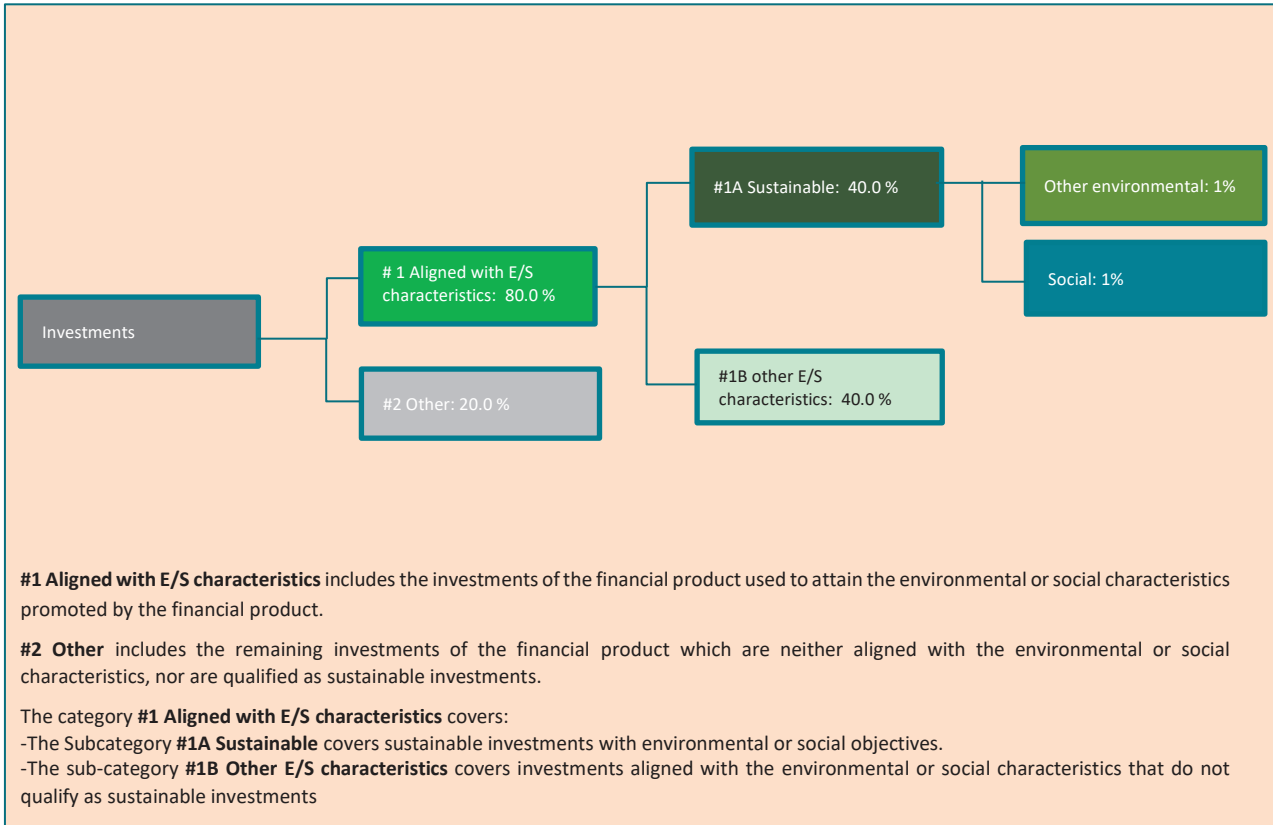 #1A Sustainable:  40.0 %
Other environmental: 1%
# 1 Aligned with E/S
characteristics:  80.0 %
Social: 1%
Investments
#1B other E/S
characteristics:  40.0 %
#2 Other: 20.0 %
#1 Aligned with E/S characteristics includes the investments of the financial product used to attain the environmental or social characteristics
promoted by the financial product.
#2 Other includes the remaining investments of the financial product which are neither aligned with the environmental or social
characteristics, nor are qualified as sustainable investments.
The category #1 Aligned with E/S characteristics covers:
-The Subcategory #1A Sustainable covers sustainable investments with environmental or social objectives.
-The sub-category #1B Other E/S characteristics covers investments aligned with the environmental or social characteristics that do not
qualify as sustainable investments